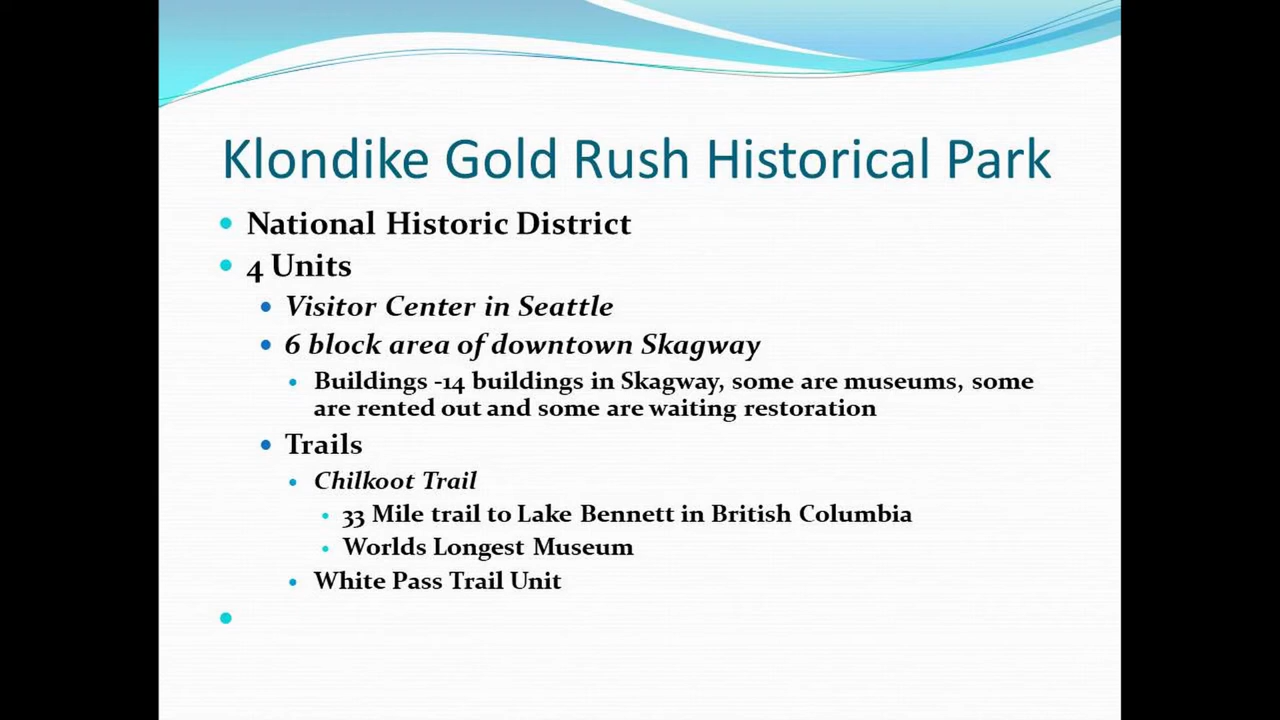 Klondike Gold Rush Historical Park
National Historic District
4 Units
Visitor Center in Seattle
6 block area of downtown Skagway
Buildings -14 buildings in Skagway, some are museums, some
are rented out and some are waiting restoration
Trails
Chilkoot Trail
33 Mile trail to Lake Bennett in British Columbia
Worlds Longest Museum
White Pass Trail Unit